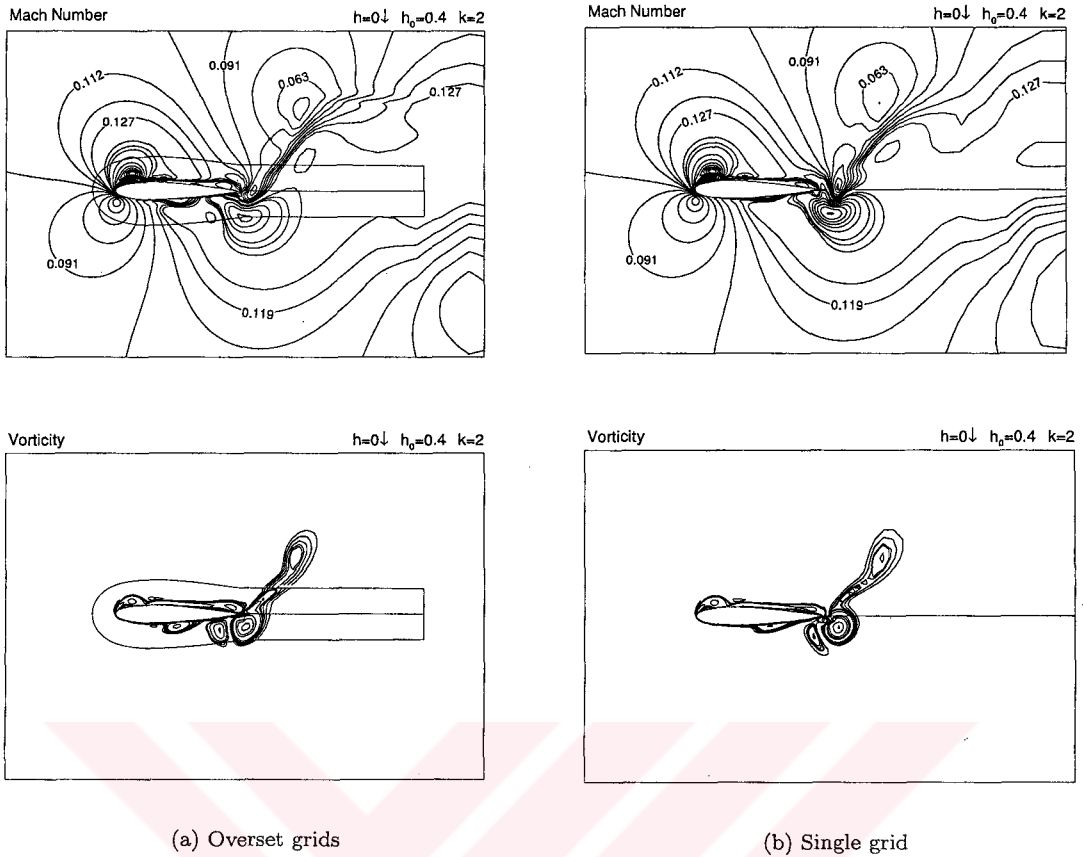 Mach Number h=0↓ h₀=0.4 k=2
0.112
0.091
0.063
0.127
0.127
0.091
0.119
Mach Number h=0↓ h₀=0.4 k=2
0.112
0.091
0.063
0.127
0.127
0.091
0.119
Vorticity h=0↓ h₀=0.4 k=2
Vorticity h=0↓ h₀=0.4 k=2
(a) Overset grids
(b) Single grid